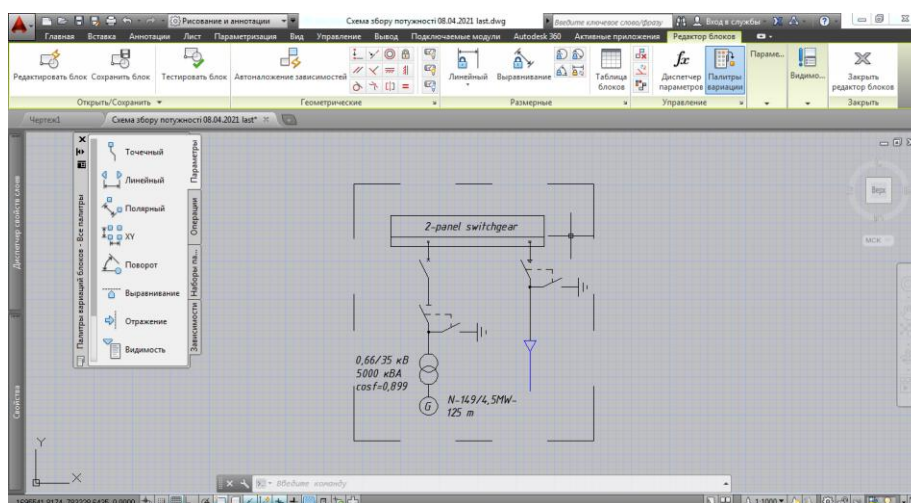 Рисование и аннотации
Схема збору потужності 08.04.2021 last.dwg
Введите ключевое слово/фразу
Вход в службы
Главная Вставка Аннотации Лист Параметризация Вид Управление Вывод Подключаемые модули Autodesk 360 Активные приложения Редактор блоков
Редактировать блок Сохранить блок Тестировать блок Автоналожение зависимостей Линейный Выравнивание Таблица блоков Диспетчер параметров Палитры вариации Параме... Видимо... Закрыть редактор блоков
Открыть/Сохранить Геометрические Размерные Управление Закрыть
Чертеж1 Схема збору потужності 08.04.2021 last*
Диспетчер свойств слоев
Свойства
Палитры вариаций блоков - Все палитры
Точечный
Линейный
Полярный
XY
Поворот
Выравнивание
Отражение
Видимость
Параметры
Операции
Наборы па...
Зависимости
Верх
МСК
2-panel switchgear
0,66/35 кВ
5000 кВА
cosf=0,899
G
N-149/4,5MW-
125 m
Y
X
Введите команду
1:1000